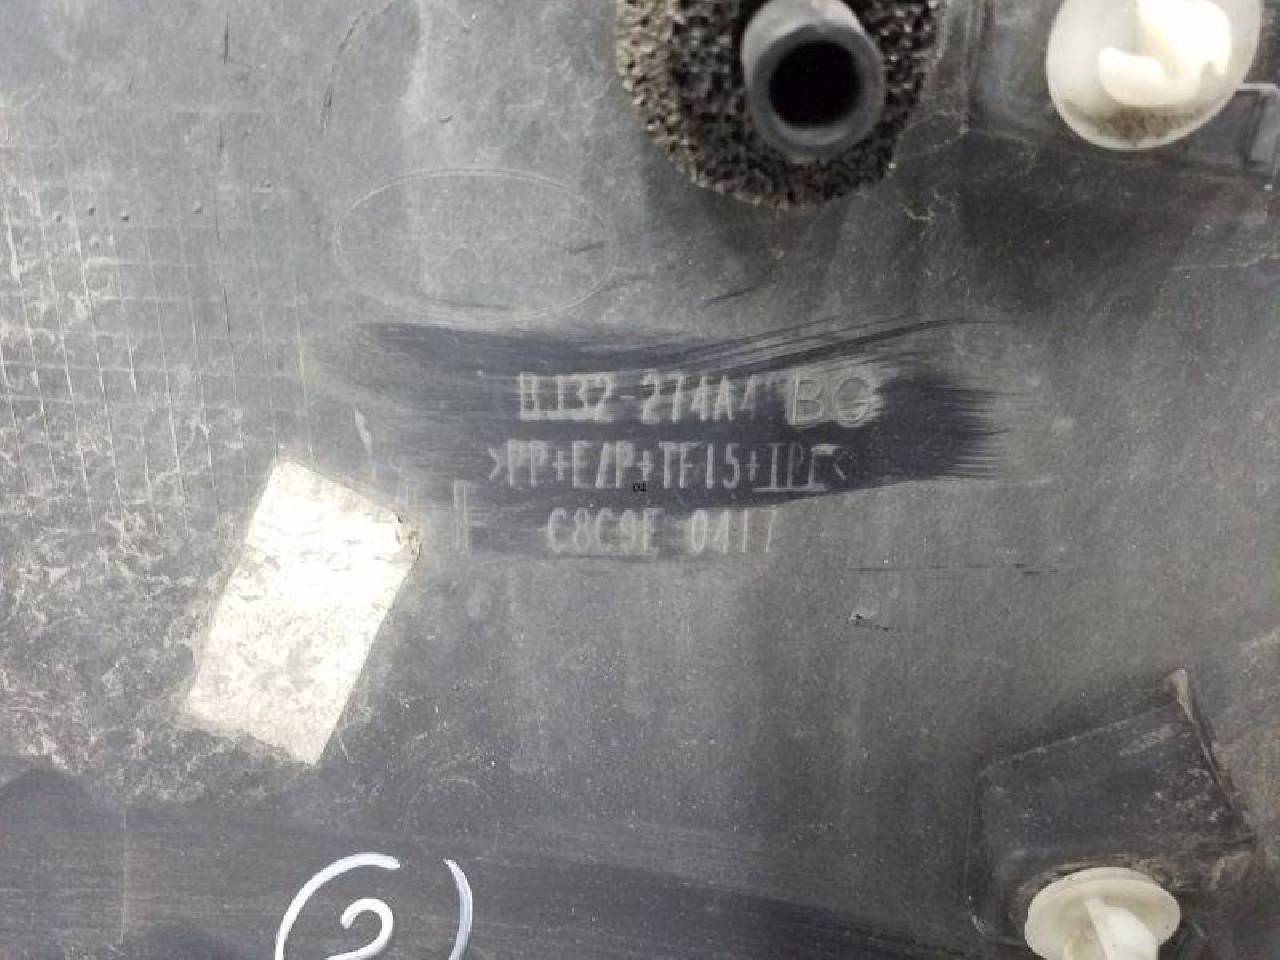 BJ32-274A4 BG
>PP+E/P+TF15+TPE<
C8C9E 0417
2